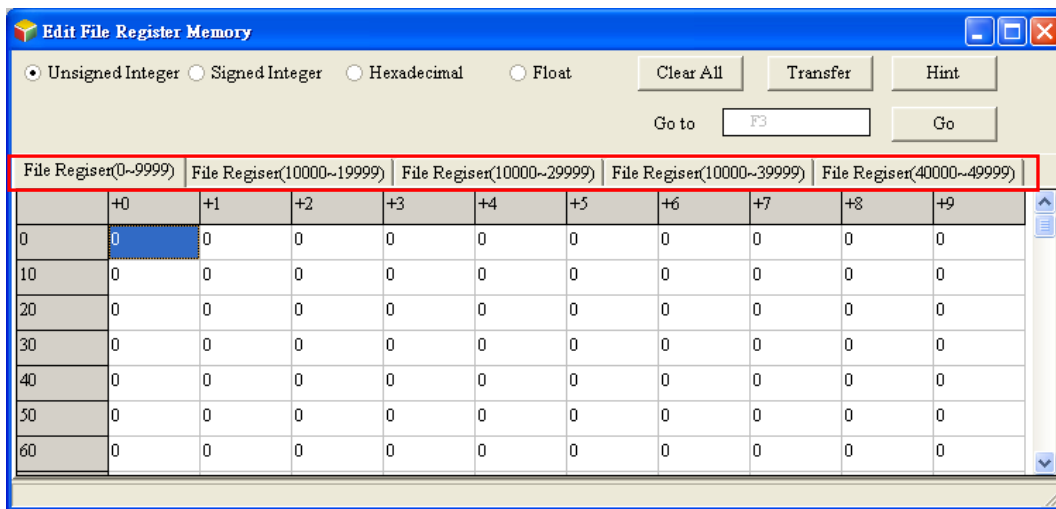 Edit File Register Memory
Unsigned Integer Signed Integer Hexadecimal Float Clear All Transfer Hint
Go to F3 Go
File Regiser(0~9999) File Regiser(10000~19999) File Regiser(10000~29999) File Regiser(10000~39999) File Regiser(40000~49999)
+0 +1 +2 +3 +4 +5 +6 +7 +8 +9
0 0 0 0 0 0 0 0 0 0 0
10 0 0 0 0 0 0 0 0 0 0
20 0 0 0 0 0 0 0 0 0 0
30 0 0 0 0 0 0 0 0 0 0
40 0 0 0 0 0 0 0 0 0 0
50 0 0 0 0 0 0 0 0 0 0
60 0 0 0 0 0 0 0 0 0 0